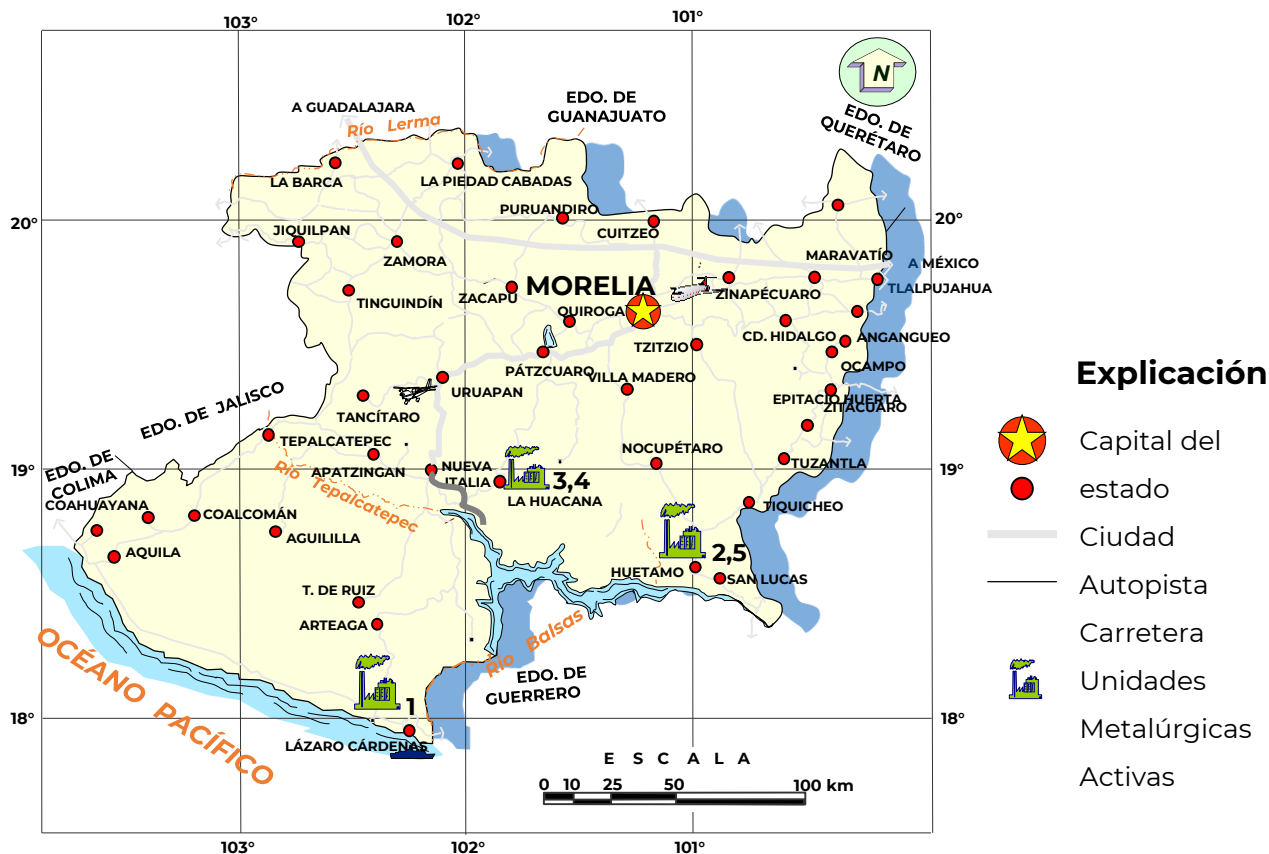 103°
102°
101°
N
A GUADALAJARA
Río Lerma
EDO. DE
GUANAJUATO
EDO. DE
QUERÉTARO
LA BARCA
LA PIEDAD CABADAS
20°
PURUANDIRO
CUITZEO
20°
JIQUILPAN
ZAMORA
MARAVATÍO
A MÉXICO
TLALPUJAHUA
TINGUINDÍN
ZACAPU
MORELIA
ZINAPÉCUARO
QUIROGA
CD. HIDALGO
ANGANGUEO
TZITZIO
OCAMPO
PÁTZCUARO
VILLA MADERO
URUAPAN
EPITACIO HUERTA
ZITACUARO
EDO. DE JALISCO
TANCÍTARO
TEPALCATEPEC
NOCUPÉTARO
TUZANTLA
EDO. DE
COLIMA
19°
APATZINGAN
NUEVA
ITALIA
3,4
LA HUACANA
19°
Río Tepalcatepec
COAHUAYANA
COALCOMÁN
AGUILILLA
TIQUICHEO
AQUILA
2,5
HUETAMO
SAN LUCAS
T. DE RUIZ
ARTEAGA
Río Balsas
EDO. DE
GUERRERO
OCÉANO PACÍFICO
1
18°
18°
LÁZARO CÁRDENAS
ESCALA
0 10 25 50 100 km
103°
102°
101°
Explicación
Capital del
estado
Ciudad
Autopista
Carretera
Unidades
Metalúrgicas
Activas